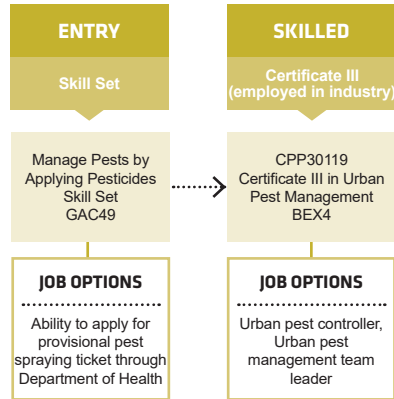 ENTRY
Skill Set
Manage Pests by
Applying Pesticides
Skill Set
GAC49
JOB OPTIONS
Ability to apply for
provisional pest
spraying ticket through
Department of Health
SKILLED
Certificate III
(employed in industry)
CPP30119
Certificate III in Urban
Pest Management
BEX4
JOB OPTIONS
Urban pest controller,
Urban pest
management team
leader